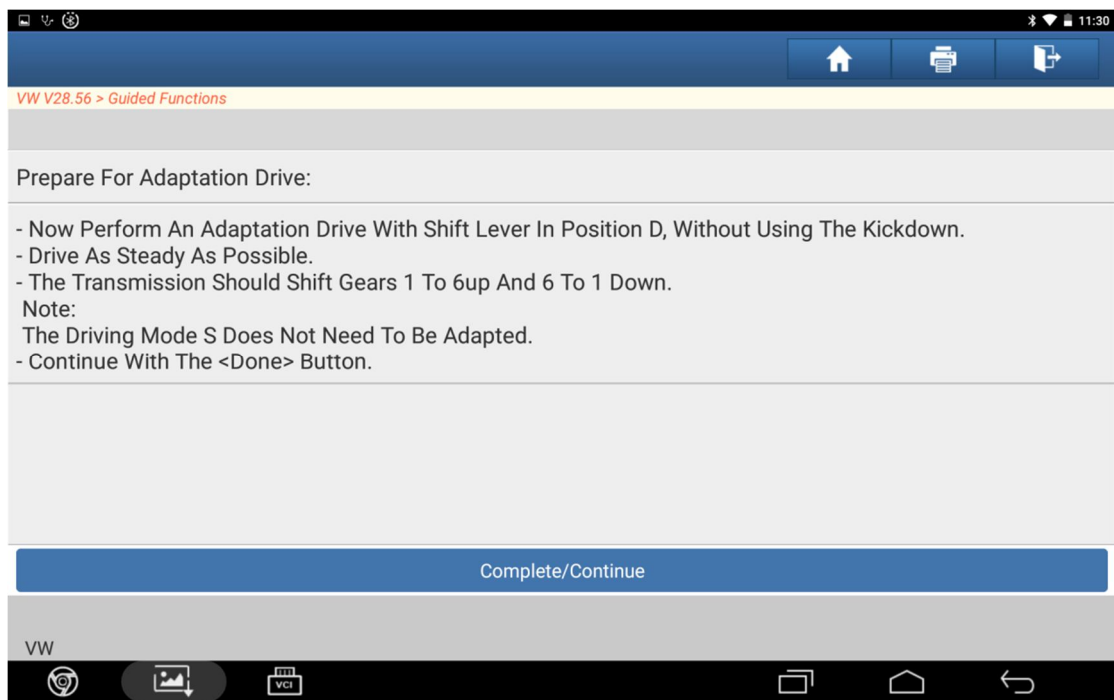 11:30
VW V28.56 > Guided Functions
Prepare For Adaptation Drive:
- Now Perform An Adaptation Drive With Shift Lever In Position D, Without Using The Kickdown.
- Drive As Steady As Possible.
- The Transmission Should Shift Gears 1 To 6up And 6 To 1 Down.
Note:
The Driving Mode S Does Not Need To Be Adapted.
- Continue With The <Done> Button.
Complete/Continue
VW
VCI